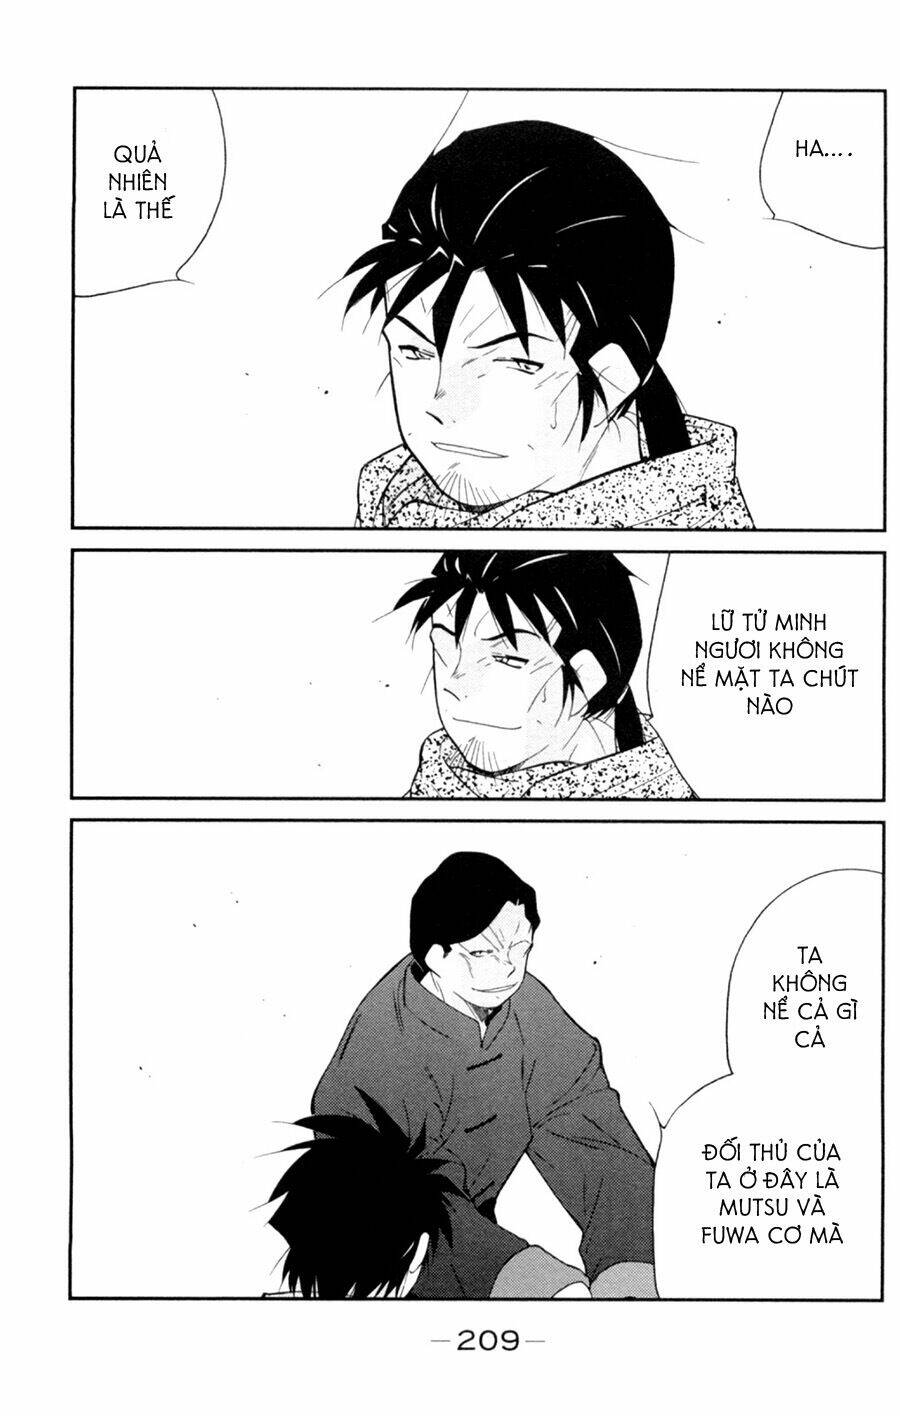 HA....
QUẢ
NHIÊN
LÀ THẾ
LỮ TỬ MINH
NGƯƠI KHÔNG
NỂ MẶT TA CHÚT
NÀO
TA
KHÔNG
NỂ CẢ GÌ
CẢ
ĐỐI THỦ CỦA
TA Ở ĐÂY LÀ
MUTSU VÀ
FUWA CƠ MÀ
—209—